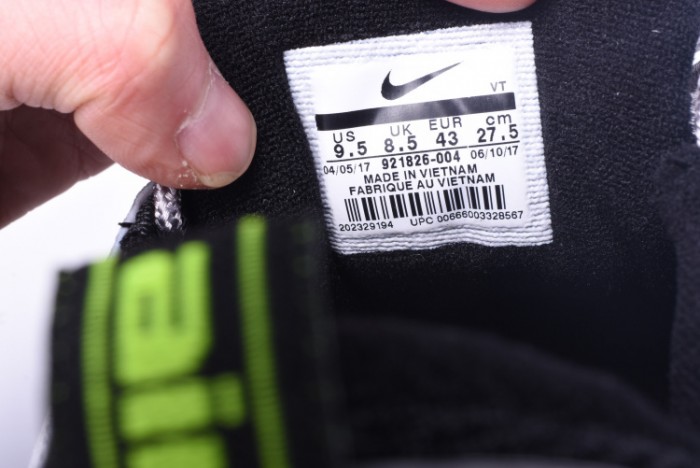 VT
US UK EUR cm
9.5 8.5 43 27.5
04/05/17 921826-004 06/10/17
MADE IN VIETNAM
FABRIQUE AU VIETNAM
202329194 UPC 00666003328567